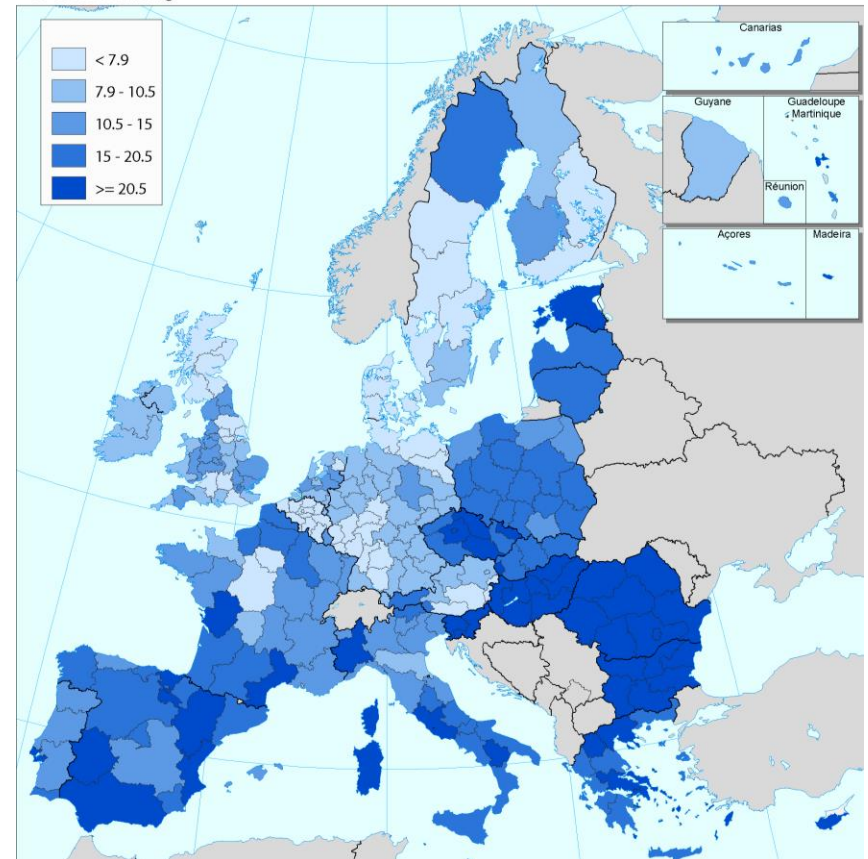 < 7.9
7.9 - 10.5
10.5 - 15
15 - 20.5
>= 20.5
Canarias
Guyane
Guadeloupe
Martinique
Réunion
Açores
Madeira